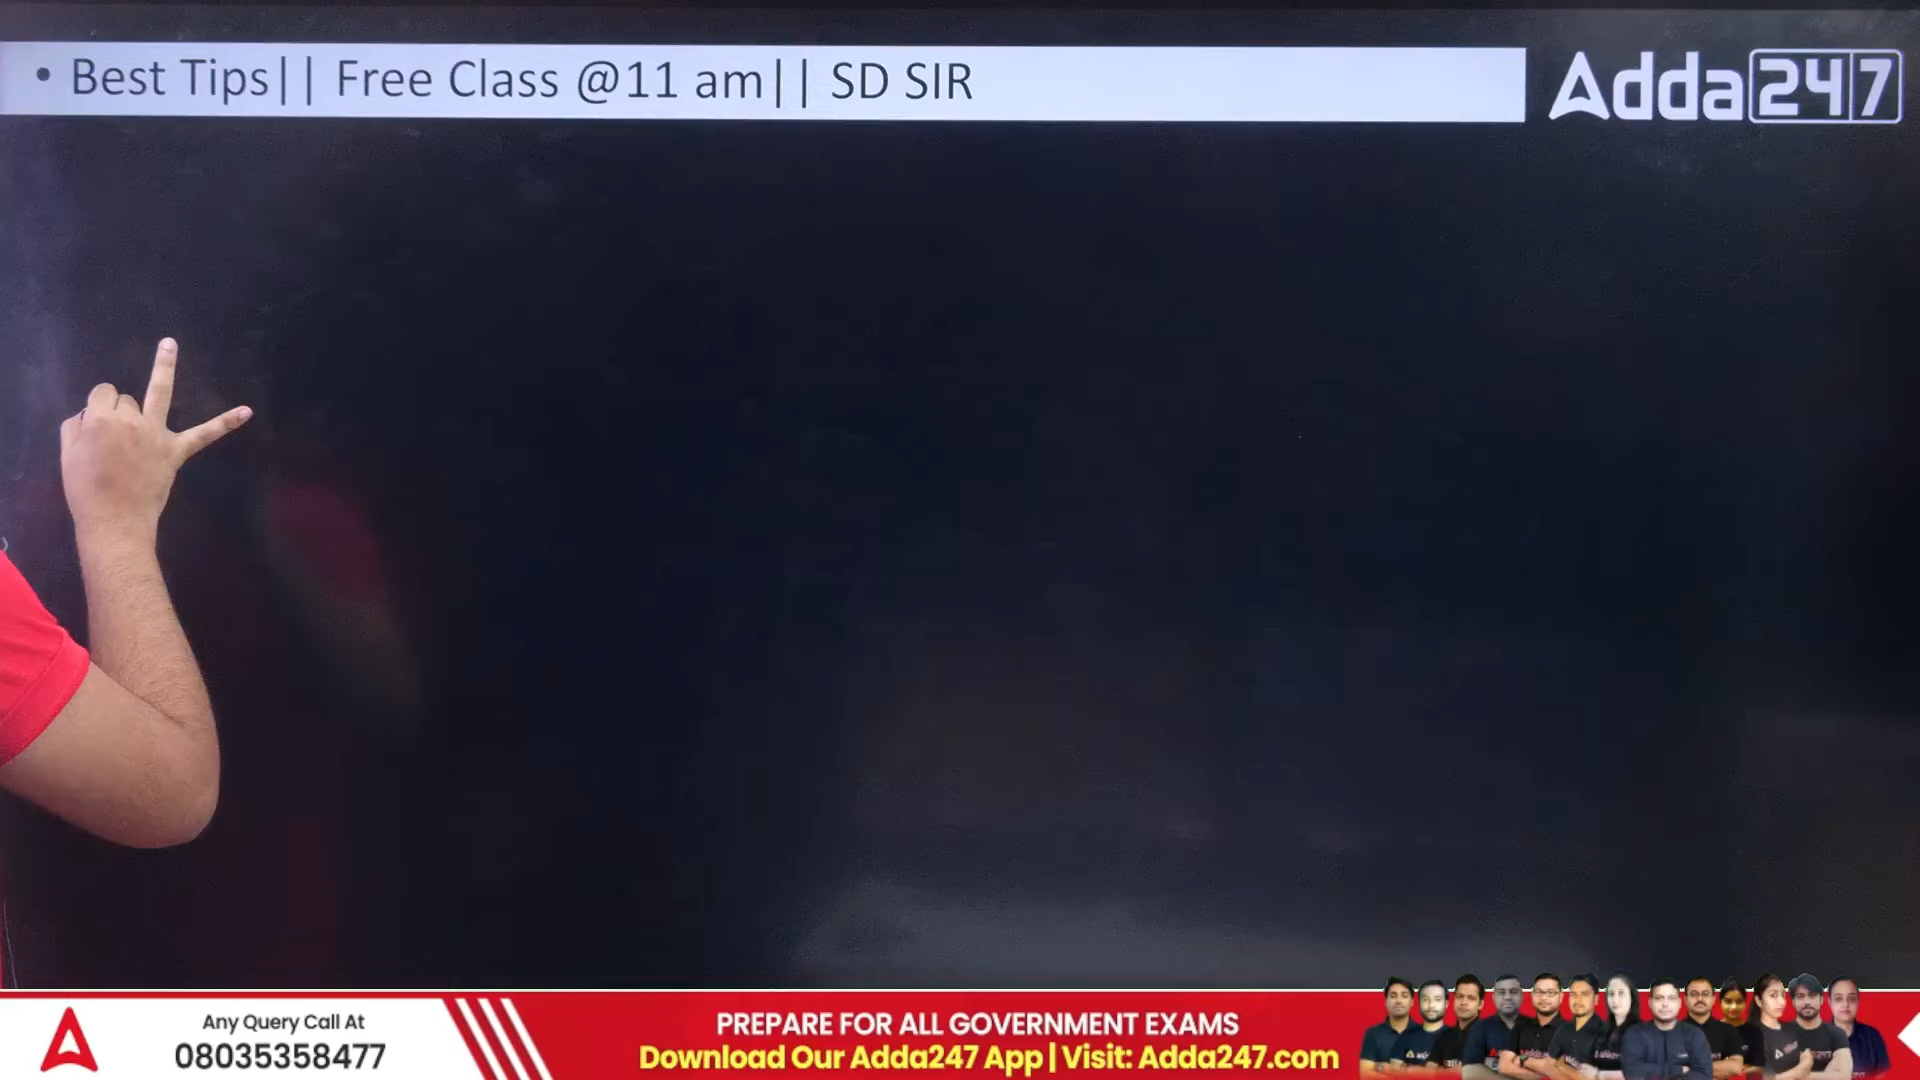 • Best Tips|| Free Class @11 am|| SD SIR
Adda247
Any Query Call At
08035358477
PREPARE FOR ALL GOVERNMENT EXAMS
Download Our Adda247 App | Visit: Adda247.com